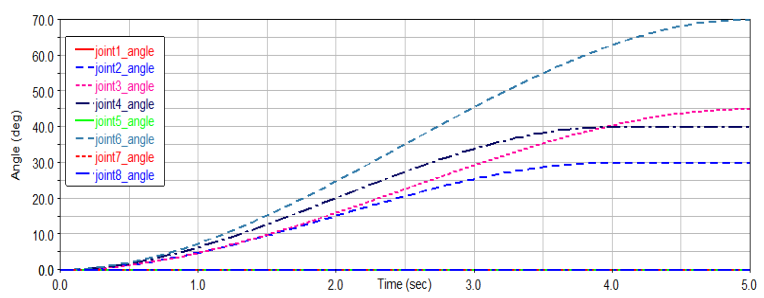 70.0
60.0
50.0
40.0
30.0
20.0
10.0
0.0
Angle (deg)
joint1_angle
joint2_angle
joint3_angle
joint4_angle
joint5_angle
joint6_angle
joint7_angle
joint8_angle
0.0 1.0 2.0 3.0 4.0 5.0
Time (sec)